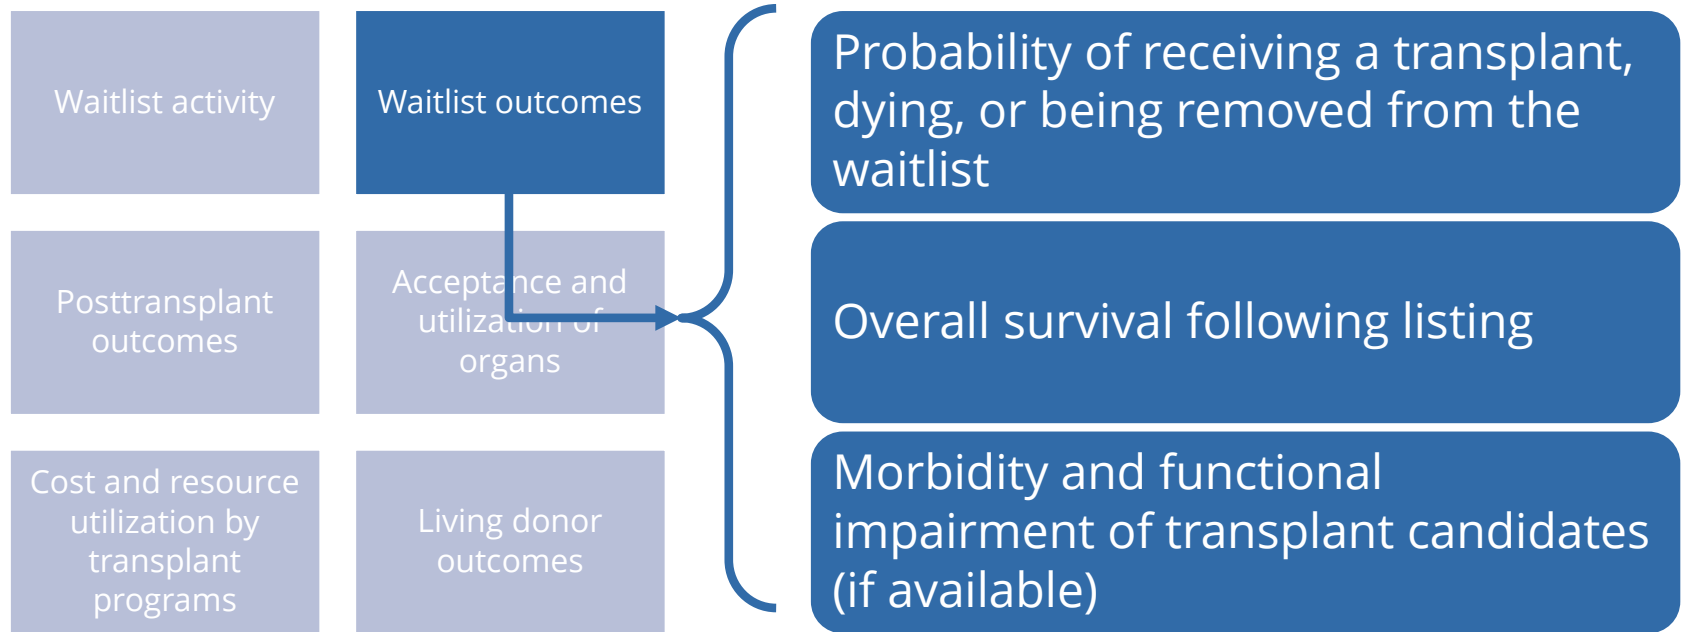 Waitlist activity
Waitlist outcomes
Posttransplant
outcomes
Acceptance and
utilization of
organs
Cost and resource
utilization by
transplant
programs
Living donor
outcomes
Probability of receiving a transplant,
dying, or being removed from the
waitlist
Overall survival following listing
Morbidity and functional
impairment of transplant candidates
(if available)